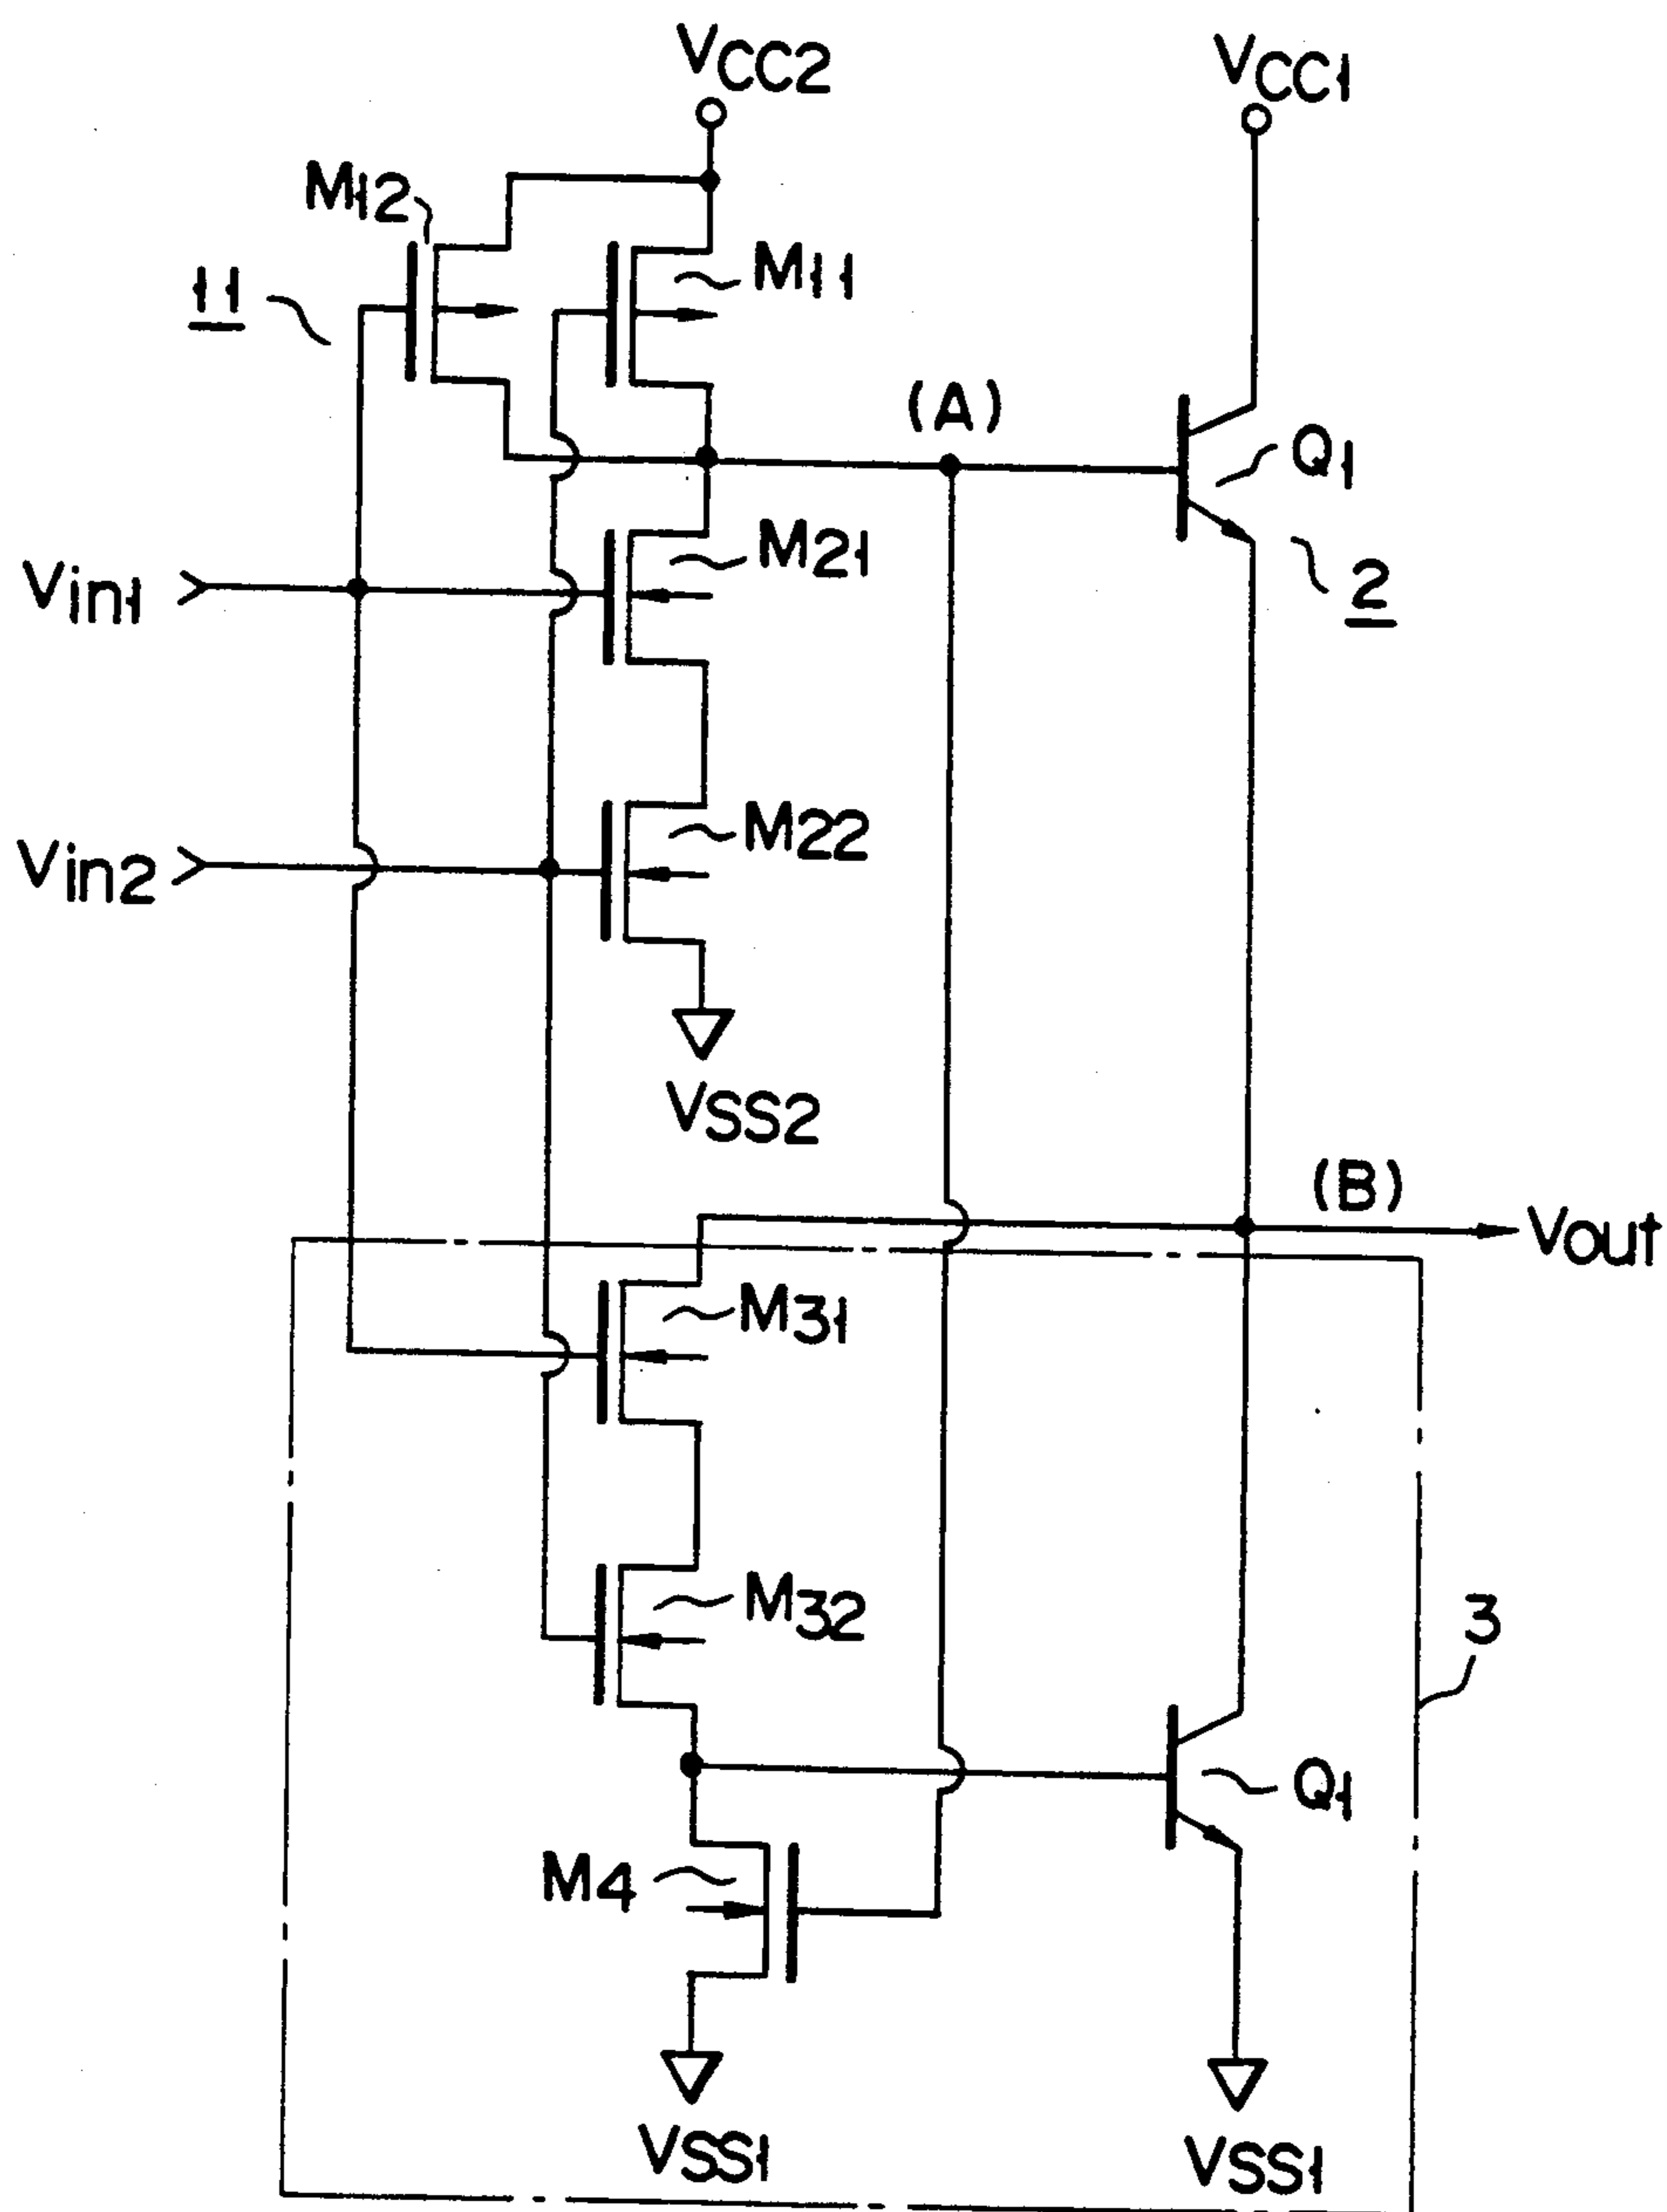 VCC2
VCC1
M12
M11
11
(A)
Q1
M21
Vin1
2
M22
Vin2
VSS2
(B)
Vout
M31
M32
3
Q1
M4
VSS1
VSS1